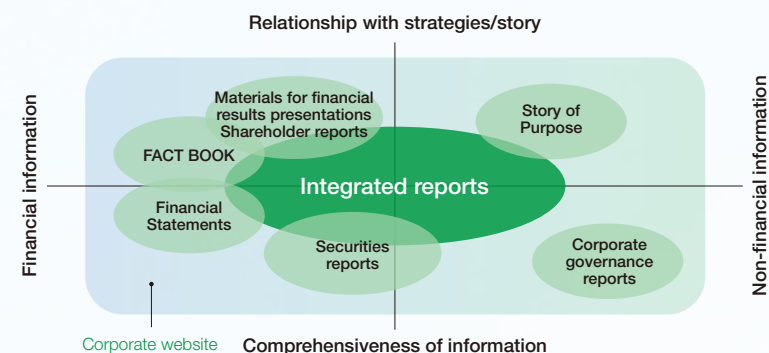 Relationship with strategies/story
Materials for financial
results presentations
Shareholder reports
Story of
Purpose
FACT BOOK
Financial information
Integrated reports
Non-financial information
Financial
Statements
Securities
reports
Corporate
governance
reports
Corporate website
Comprehensiveness of information